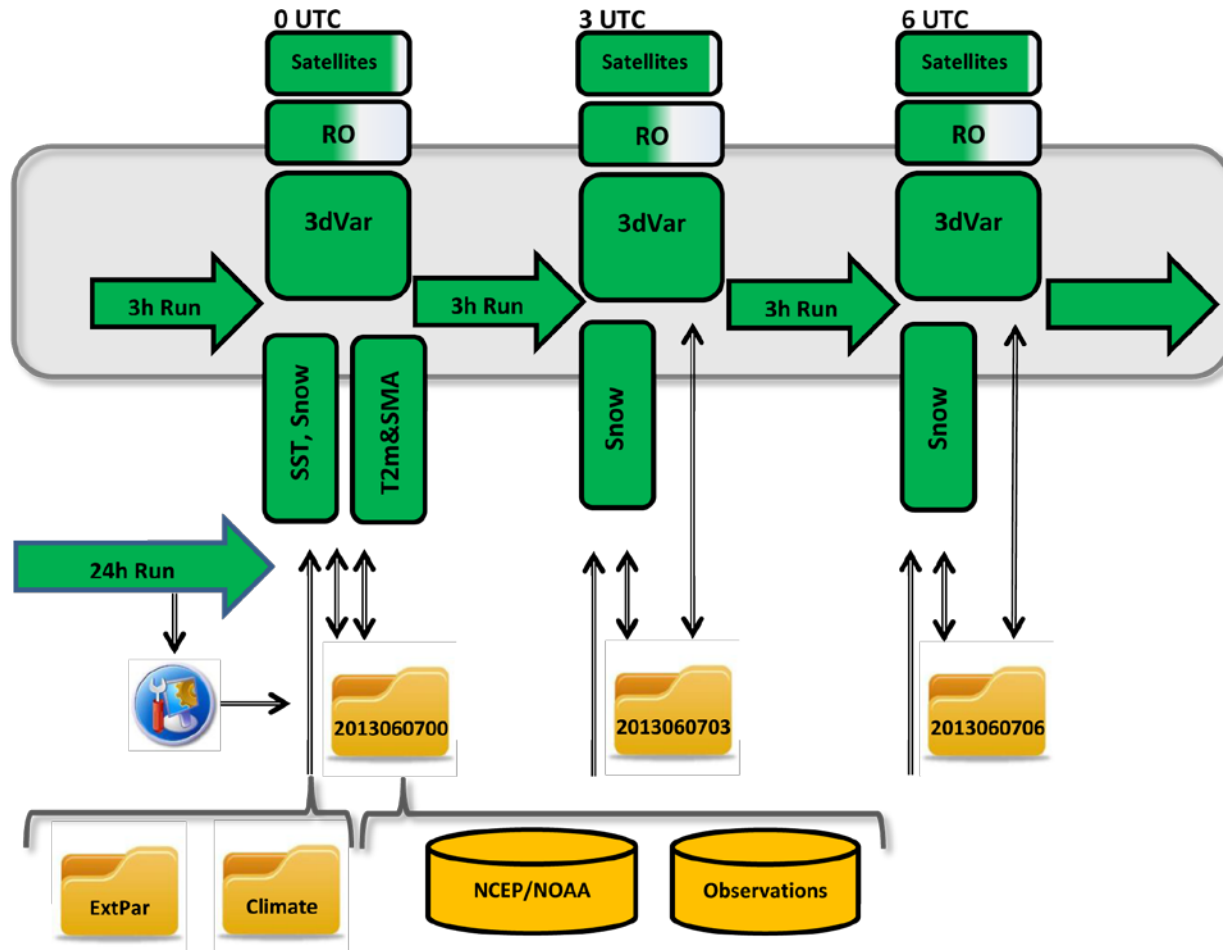 0 UTC
3 UTC
6 UTC
Satellites
Satellites
Satellites
RO
RO
RO
3dVar
3dVar
3dVar
3h Run
3h Run
3h Run
SST, Snow
T2m&SMA
Snow
Snow
24h Run
2013060700
2013060703
2013060706
ExtPar
Climate
NCEP/NOAA
Observations